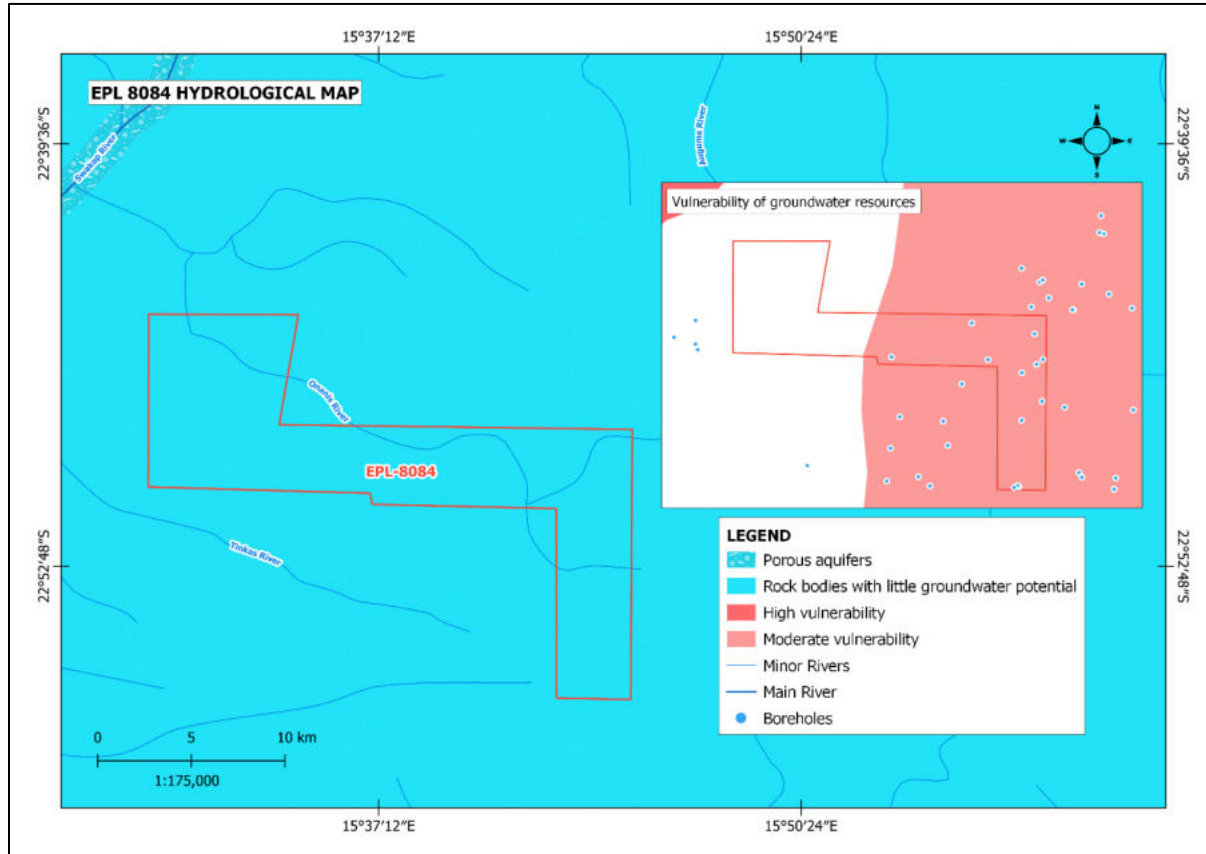 15°37'12"E
15°50'24"E
EPL 8084 HYDROLOGICAL MAP
22°39'36"S
22°39'36"S
Swakop River
Augams River
N
W
E
S
Vulnerability of groundwater resources
Onanis River
EPL-8084
Tinkas River
22°52'48"S
22°52'48"S
LEGEND
Porous aquifers
Rock bodies with little groundwater potential
High vulnerability
Moderate vulnerability
Minor Rivers
Main River
Boreholes
0 5 10 km
1:175,000
15°37'12"E
15°50'24"E